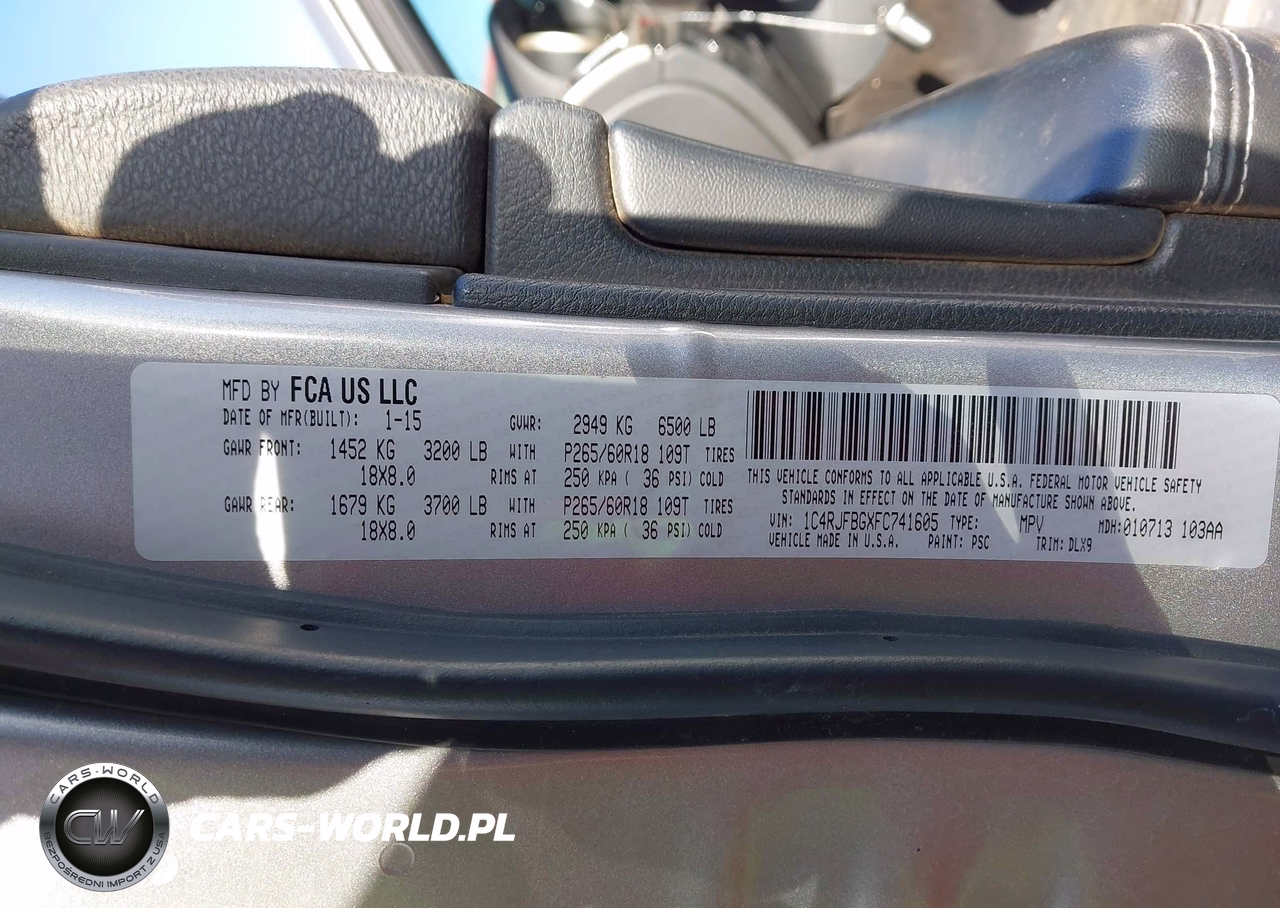 MFD BY FCA US LLC
DATE OF MFR(BUILT): 1-15 GVWR: 2949 KG 6500 LB
GAWR FRONT: 1452 KG 3200 LB WITH P265/60R18 109T TIRES
18X8.0 RIMS AT 250 KPA ( 36 PSI) COLD
GAWR REAR: 1679 KG 3700 LB WITH P265/60R18 109T TIRES
18X8.0 RIMS AT 250 KPA ( 36 PSI) COLD
THIS VEHICLE CONFORMS TO ALL APPLICABLE U.S.A. FEDERAL MOTOR VEHICLE SAFETY
STANDARDS IN EFFECT ON THE DATE OF MANUFACTURE SHOWN ABOVE.
VIN: 1C4RJFBGXFC741605 TYPE: MPV MDH:010713 103AA
VEHICLE MADE IN U.S.A. PAINT: PSC TRIM: DLX9
CARS-WORLD
CW
BEZPOŚREDNI IMPORT Z USA
CARS-WORLD.PL